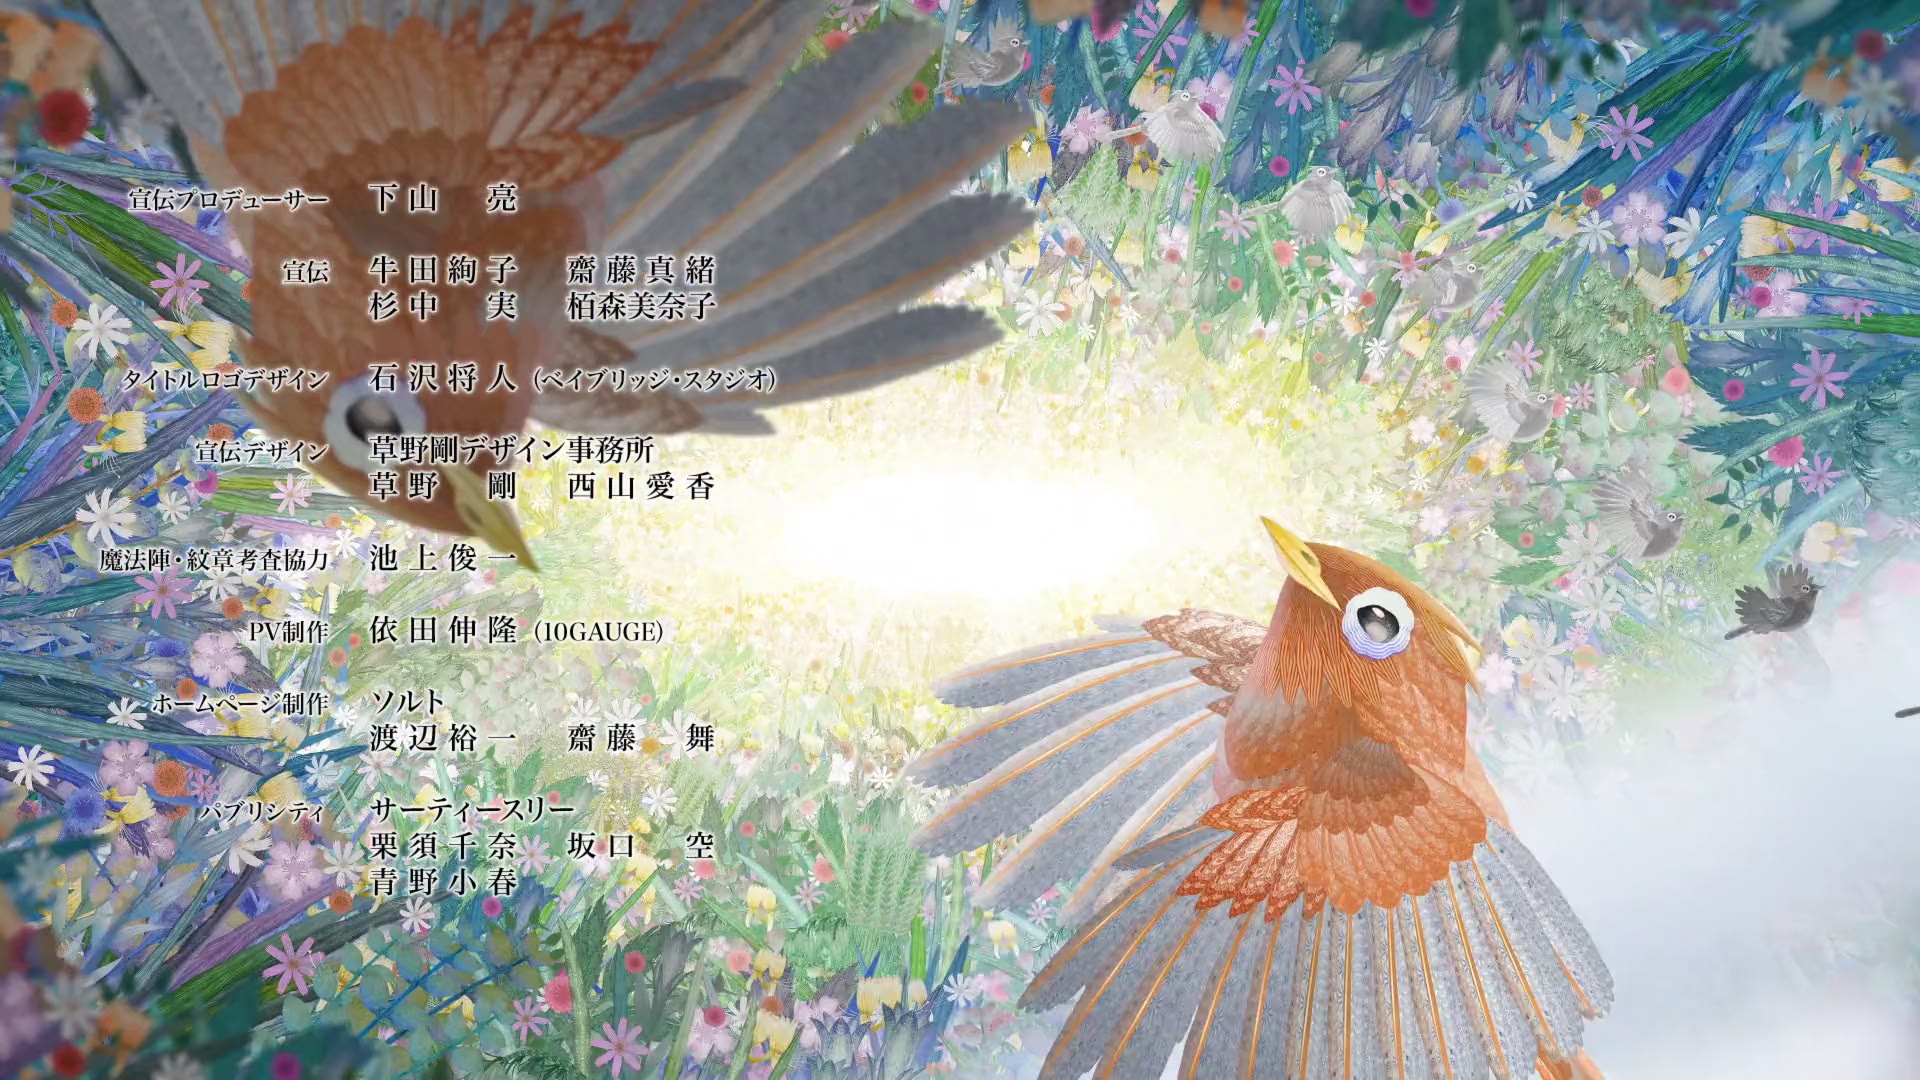 宣伝プロデューサー 下山 亮
宣伝 牛田絢子 齋藤真緒
杉中 実 栢森美奈子
タイトルロゴデザイン 石沢将人（ベイブリッジ・スタジオ）
宣伝デザイン 草野剛デザイン事務所
草野 剛 西山愛香
魔法陣・紋章考査協力 池上俊一
PV制作 依田伸隆（10GAUGE）
ホームページ制作 ソルト
渡辺裕一 齋藤 舞
パブリシティ サーティースリー
栗須千奈 坂口 空
青野小春